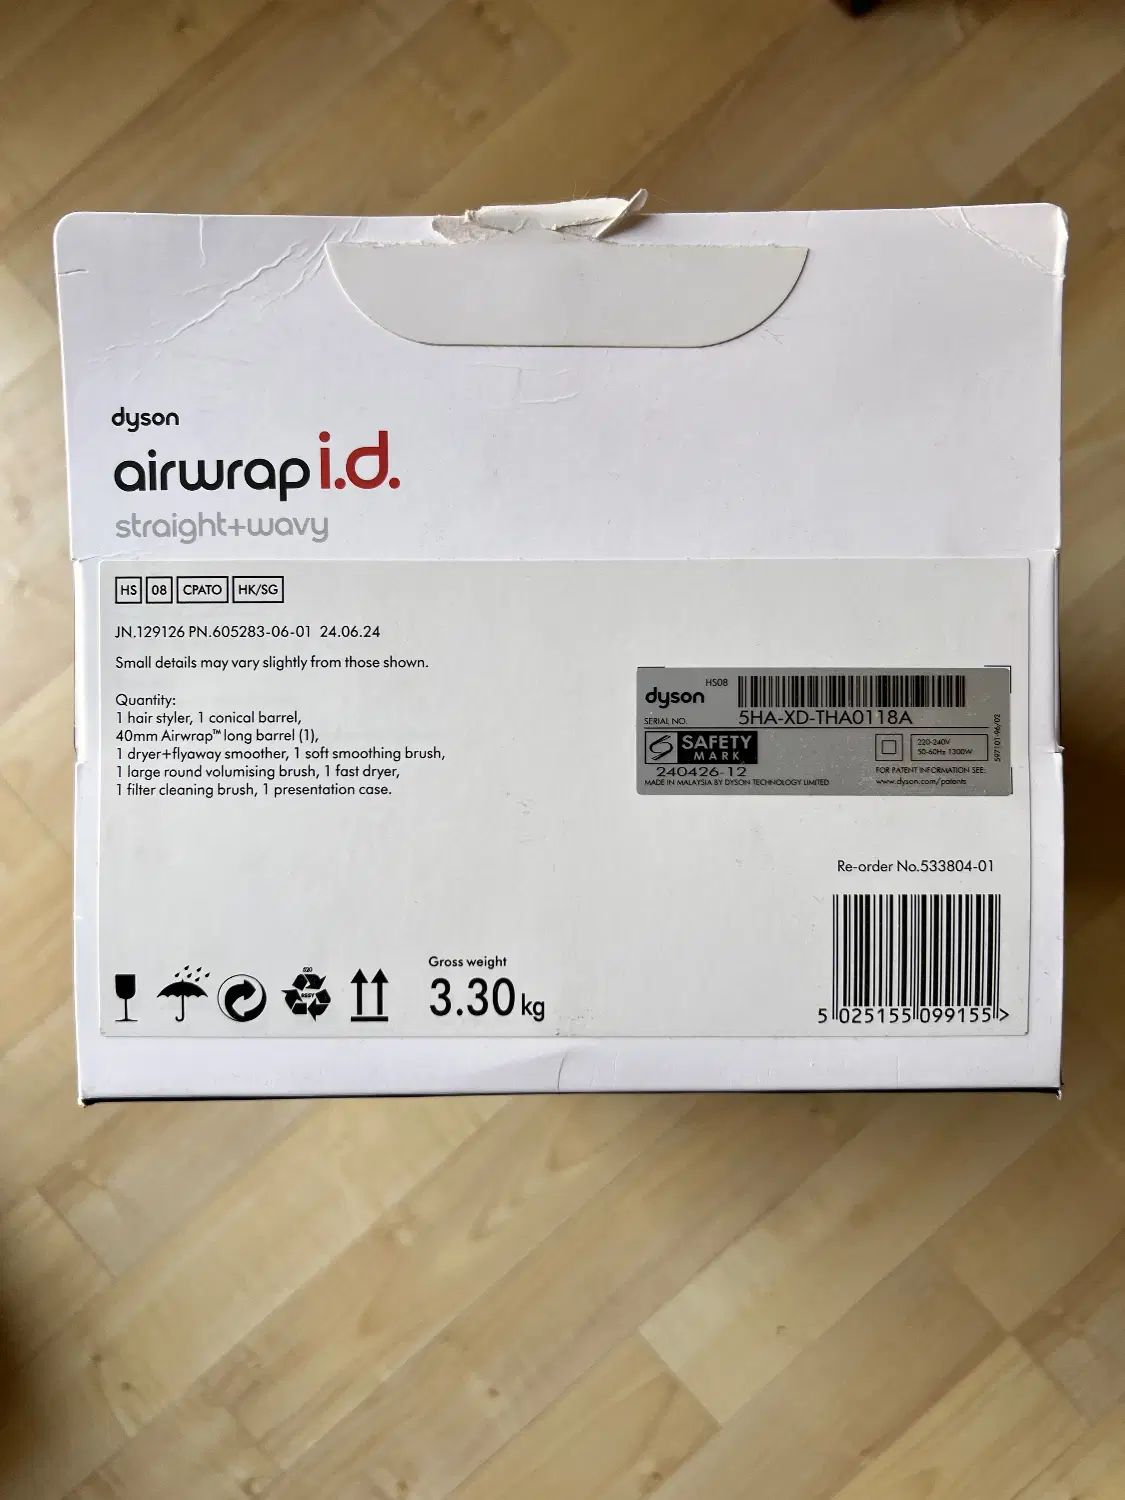 dyson
airwrap i.d.
straight+wavy
HS 08 CPATO HK/SG
JN.129126 PN.605283-06-01 24.06.24
Small details may vary slightly from those shown.
Quantity:
1 hair styler, 1 conical barrel,
40mm Airwrap™ long barrel (1),
1 dryer+flyaway smoother, 1 soft smoothing brush,
1 large round volumising brush, 1 fast dryer,
1 filter cleaning brush, 1 presentation case.
dyson HS08
SERIAL NO. 5HA-XD-THA0118A
SAFETY
MARK
240426-12
MADE IN MALAYSIA BY DYSON TECHNOLOGY LIMITED
220-240V
50-60Hz 1300W
FOR PATENT INFORMATION SEE:
www.dyson.com/patents
597101-96/02
Re-order No.533804-01
5 025155 099155 >
Gross weight
3.30 kg